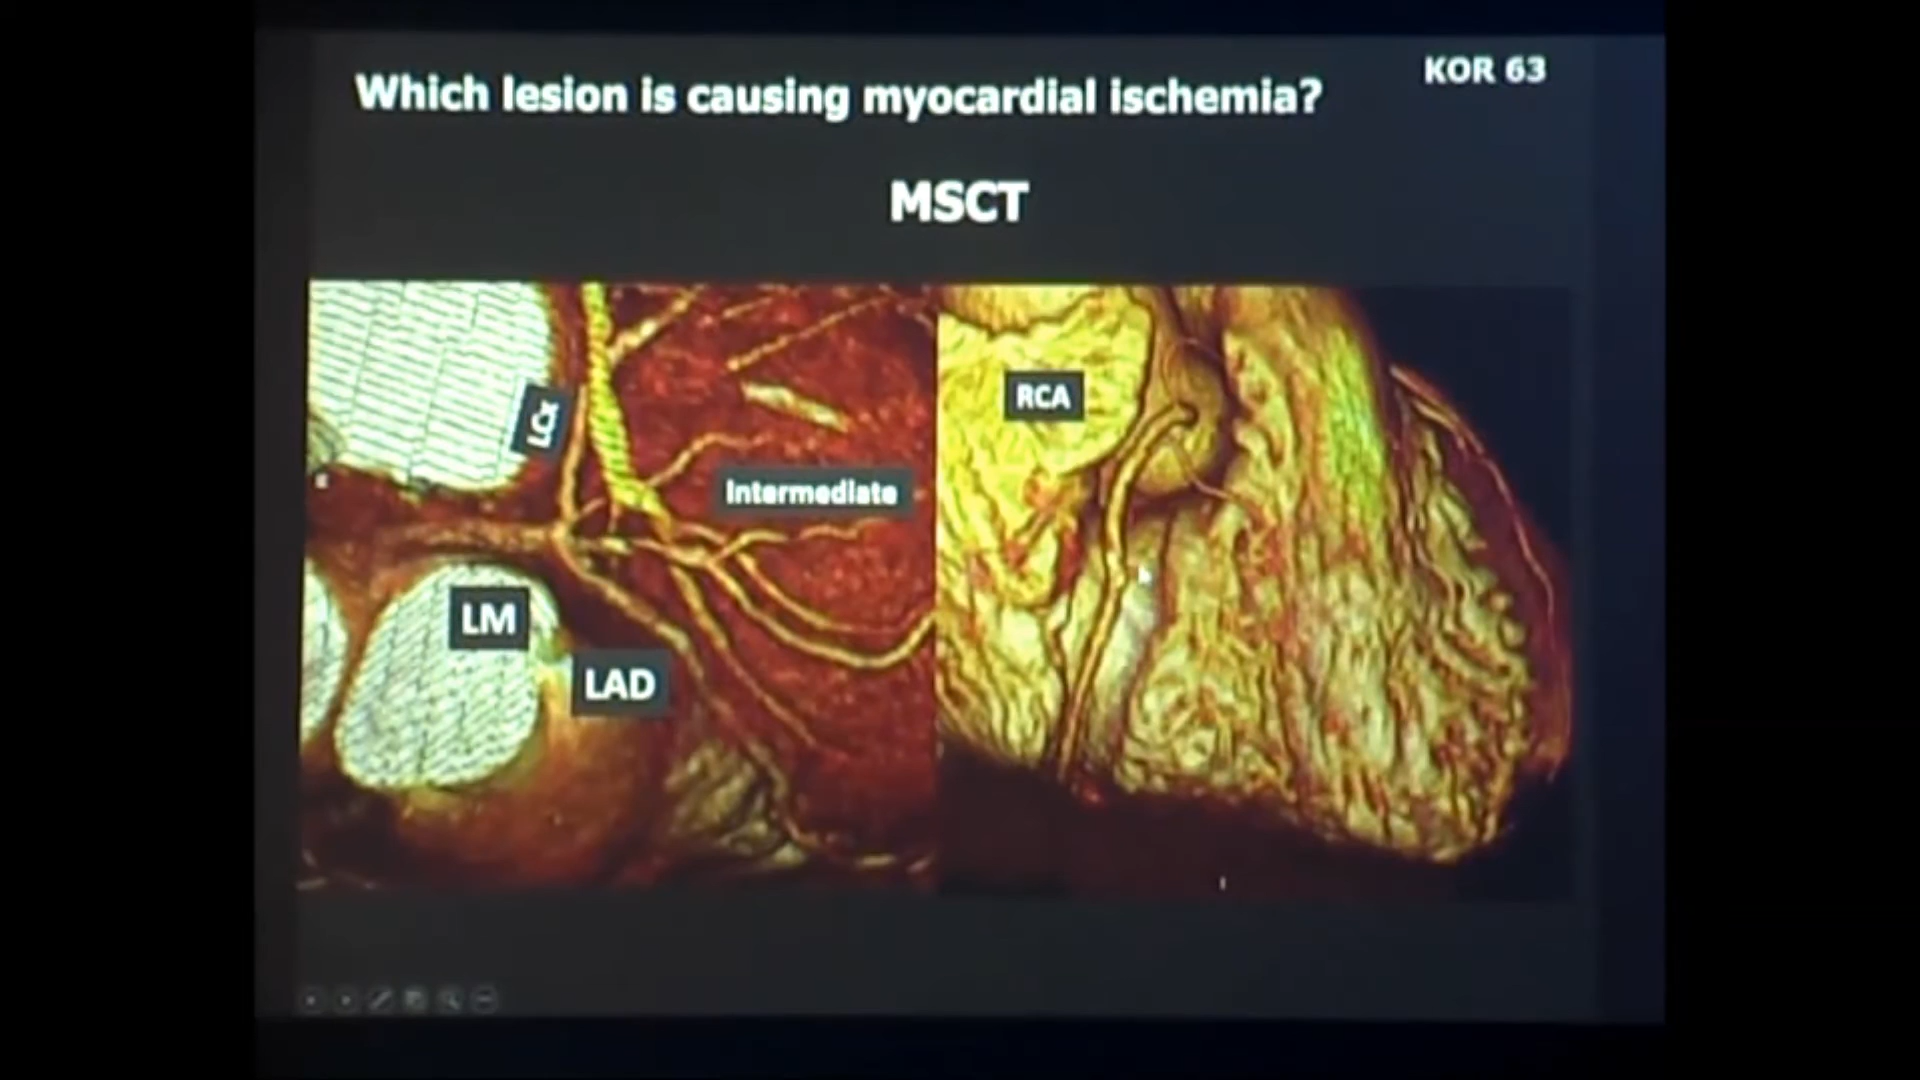 Which lesion is causing myocardial ischemia?
KOR 63
MSCT
LCx
Intermediate
LM
LAD
RCA